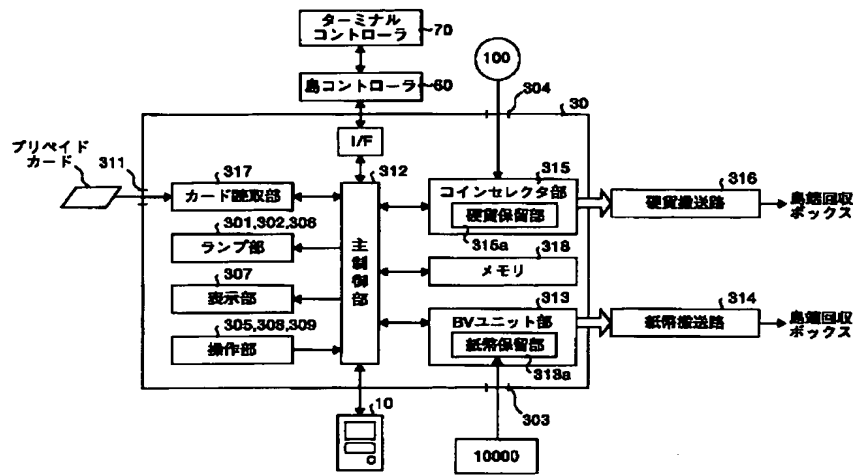 ターミナル
コントローラ
70
島コントローラ
60
100
304
30
I/F
プリペイド
カード
311
317
カード読取部
312
主制御部
315
コインセレクタ部
硬貨保留部
315a
316
硬貨搬送路
島端回収
ボックス
301,302,306
ランプ部
318
メモリ
307
表示部
313
BVユニット部
紙幣保留部
313a
314
紙幣搬送路
島端回収
ボックス
305,308,309
操作部
10
303
10000